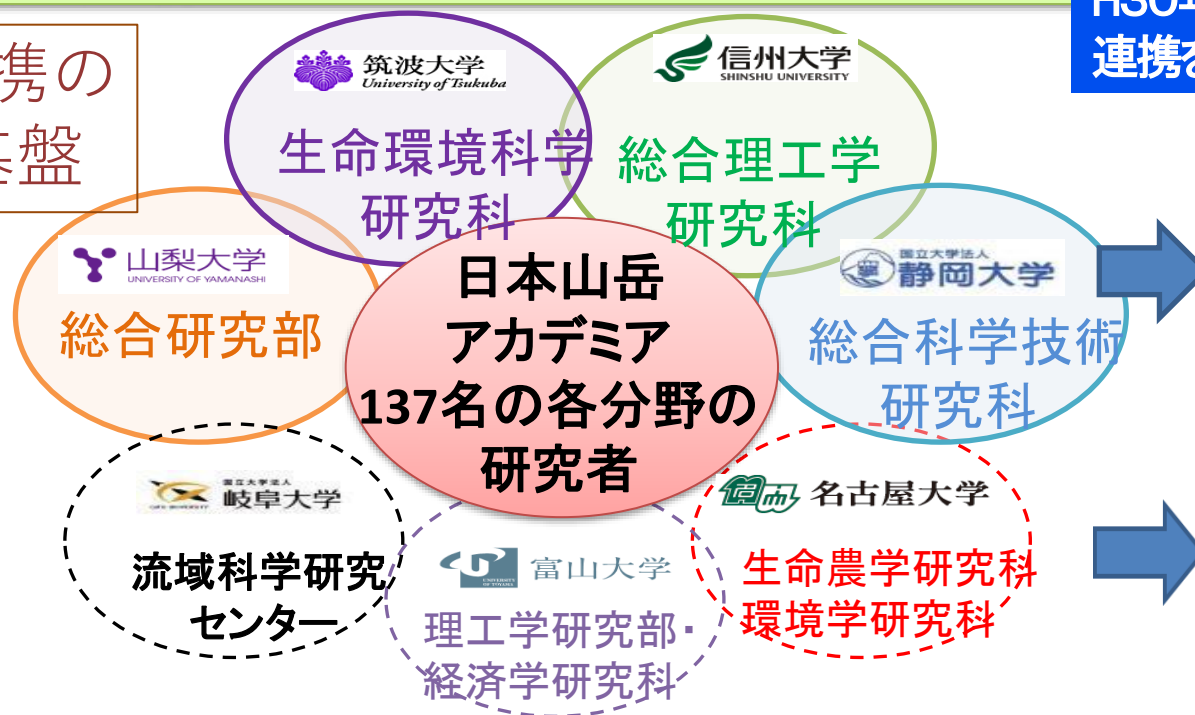 携の
基盤
連携
筑波大学
University of Tsukuba
生命環境科学
研究科
信州大学
SHINSHU UNIVERSITY
総合理工学
研究科
山梨大学
UNIVERSITY OF YAMANASHI
総合研究部
日本山岳
アカデミア
137名の各分野の
研究者
国立大学法人
静岡大学
総合科学技術
研究科
国立大学法人
岐阜大学
流域科学研究
センター
富山大学
理工学研究部・
経済学研究科
名古屋大学
生命農学研究科
環境学研究科